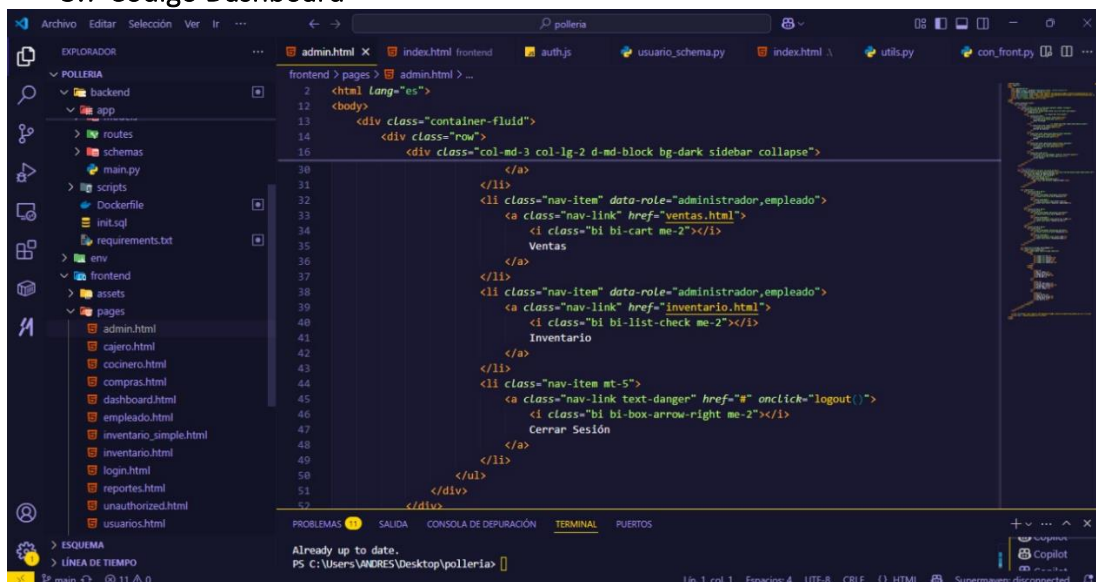 Código Dashboard
Archivo Editar Selección Ver Ir ··· polleria
EXPLORADOR ···
POLLERIA
backend
app
routes
schemas
main.py
scripts
Dockerfile
init.sql
requirements.txt
env
frontend
assets
pages
admin.html
cajero.html
cocinero.html
compras.html
dashboard.html
empleado.html
inventario_simple.html
inventario.html
login.html
reportes.html
unauthorized.html
usuarios.html
ESQUEMA
LÍNEA DE TIEMPO
admin.html index.html frontend auth.js usuario_schema.py index.html .\ utils.py con_front.py ···
frontend > pages > admin.html > ...
2 <html lang="es">
12 <body>
13 <div class="container-fluid">
14 <div class="row">
16 <div class="col-md-3 col-lg-2 d-md-block bg-dark sidebar collapse">
30 </a>
31 </li>
32 <li class="nav-item" data-role="administrador,empleado">
33 <a class="nav-link" href="ventas.html">
34 <i class="bi bi-cart me-2"></i>
35 Ventas
36 </a>
37 </li>
38 <li class="nav-item" data-role="administrador,empleado">
39 <a class="nav-link" href="inventario.html">
40 <i class="bi bi-list-check me-2"></i>
41 Inventario
42 </a>
43 </li>
44 <li class="nav-item mt-5">
45 <a class="nav-link text-danger" href="#" onclick="logout()">
46 <i class="bi bi-box-arrow-right me-2"></i>
47 Cerrar Sesión
48 </a>
49 </li>
50 </ul>
51 </div>
52 </div>
PROBLEMAS 11 SALIDA CONSOLA DE DEPURACIÓN TERMINAL PUERTOS
Already up to date.
PS C:\Users\ANDRES\Desktop\polleria>
Copilot
Copilot
main 11 0 Lín. 1, col. 1 Espacios: 4 UTF-8 CRLF {} HTML Supermaven: disconnected